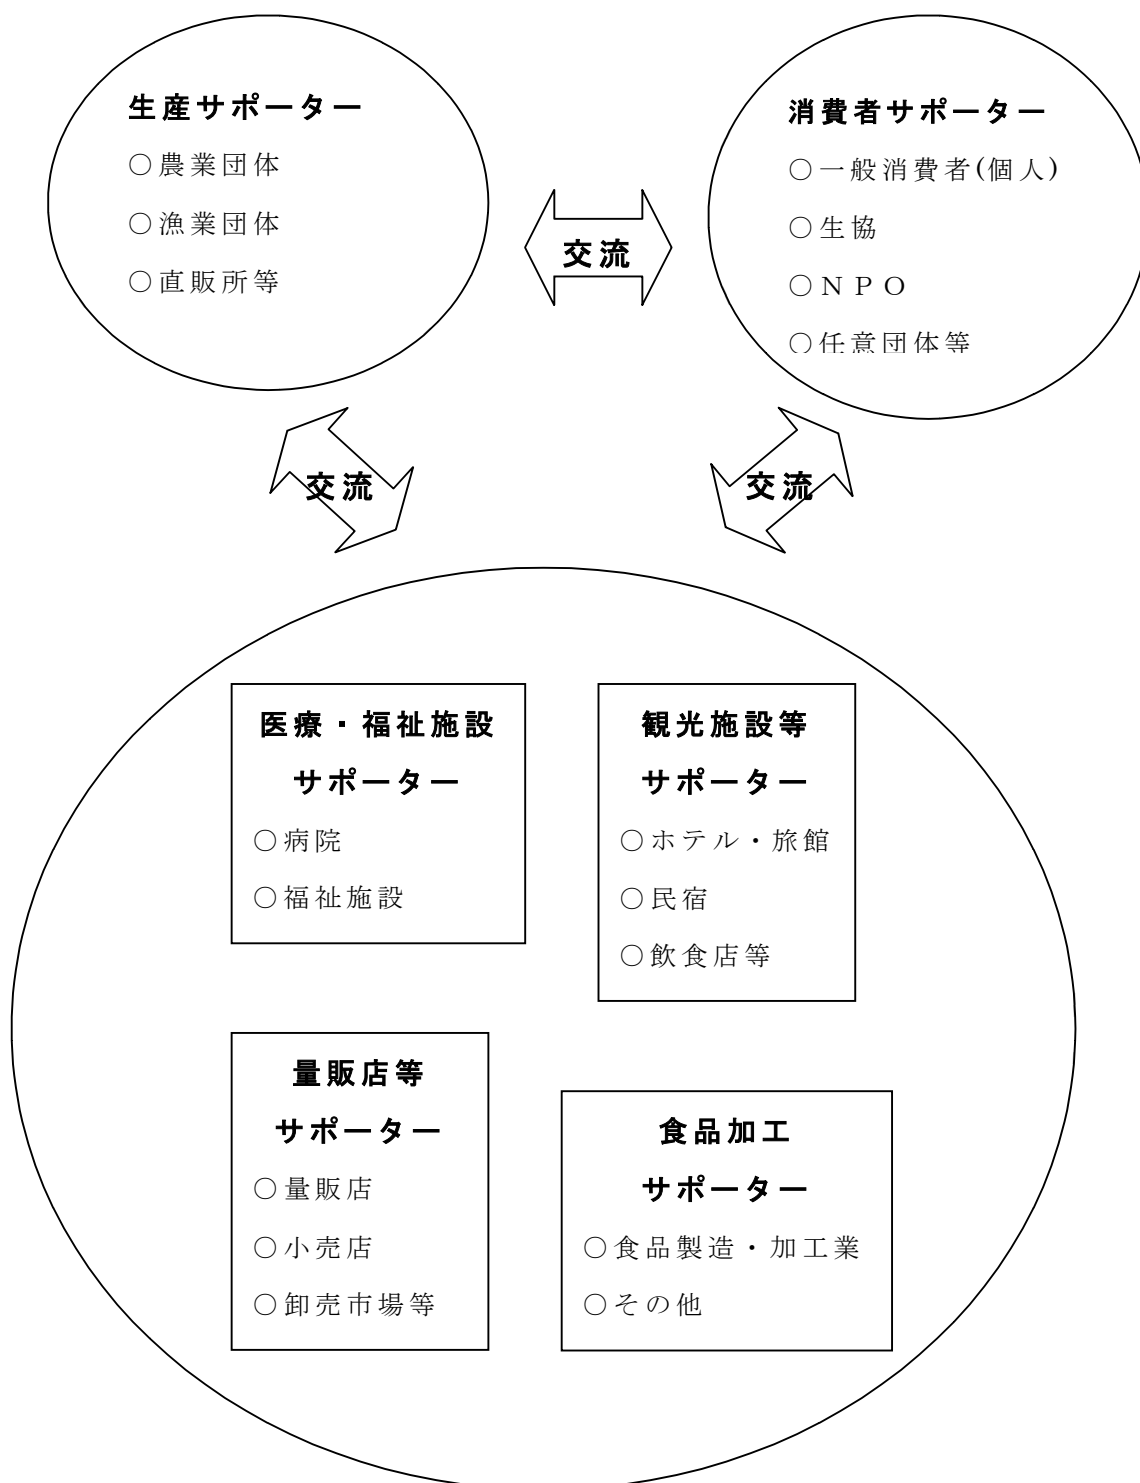 生産サポーター
○農業団体
○漁業団体
○直販所等
交流
消費者サポーター
○一般消費者(個人)
○生協
○ＮＰＯ
○任意団体等
交流
交流
医療・福祉施設
サポーター
○病院
○福祉施設
観光施設等
サポーター
○ホテル・旅館
○民宿
○飲食店等
量販店等
サポーター
○量販店
○小売店
○卸売市場等
食品加工
サポーター
○食品製造・加工業
○その他